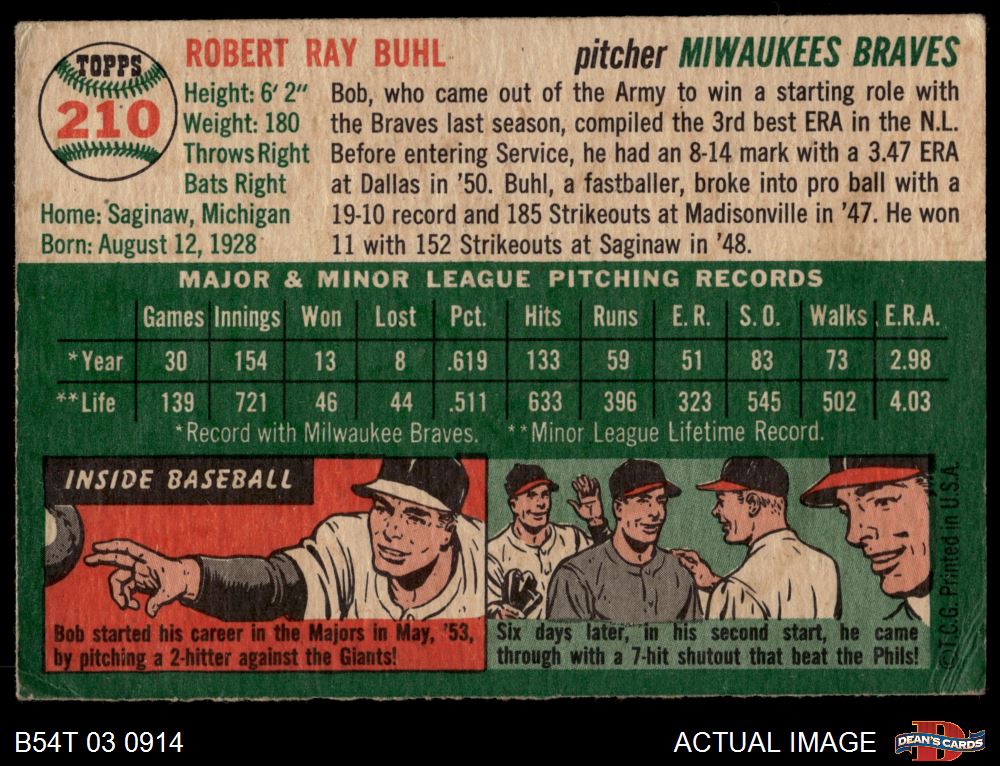 TOPPS
210
ROBERT RAY BUHL
pitcher MIWAUKEES BRAVES
Height: 6' 2"
Weight: 180
Throws Right
Bats Right
Home: Saginaw, Michigan
Born: August 12, 1928
Bob, who came out of the Army to win a starting role with
the Braves last season, compiled the 3rd best ERA in the N.L.
Before entering Service, he had an 8-14 mark with a 3.47 ERA
at Dallas in '50. Buhl, a fastballer, broke into pro ball with a
19-10 record and 185 Strikeouts at Madisonville in '47. He won
11 with 152 Strikeouts at Saginaw in '48.
MAJOR & MINOR LEAGUE PITCHING RECORDS
Games Innings Won Lost Pct. Hits Runs E. R. S. O. Walks E.R.A.
*Year 30 154 13 8 .619 133 59 51 83 73 2.98
**Life 139 721 46 44 .511 633 396 323 545 502 4.03
*Record with Milwaukee Braves. **Minor League Lifetime Record.
INSIDE BASEBALL
Bob started his career in the Majors in May, '53,
by pitching a 2-hitter against the Giants!
Six days later, in his second start, he came
through with a 7-hit shutout that beat the Phils!
©T.C.G. Printed in U.S.A.
B54T 03 0914
ACTUAL IMAGE
DEAN'S CARDS